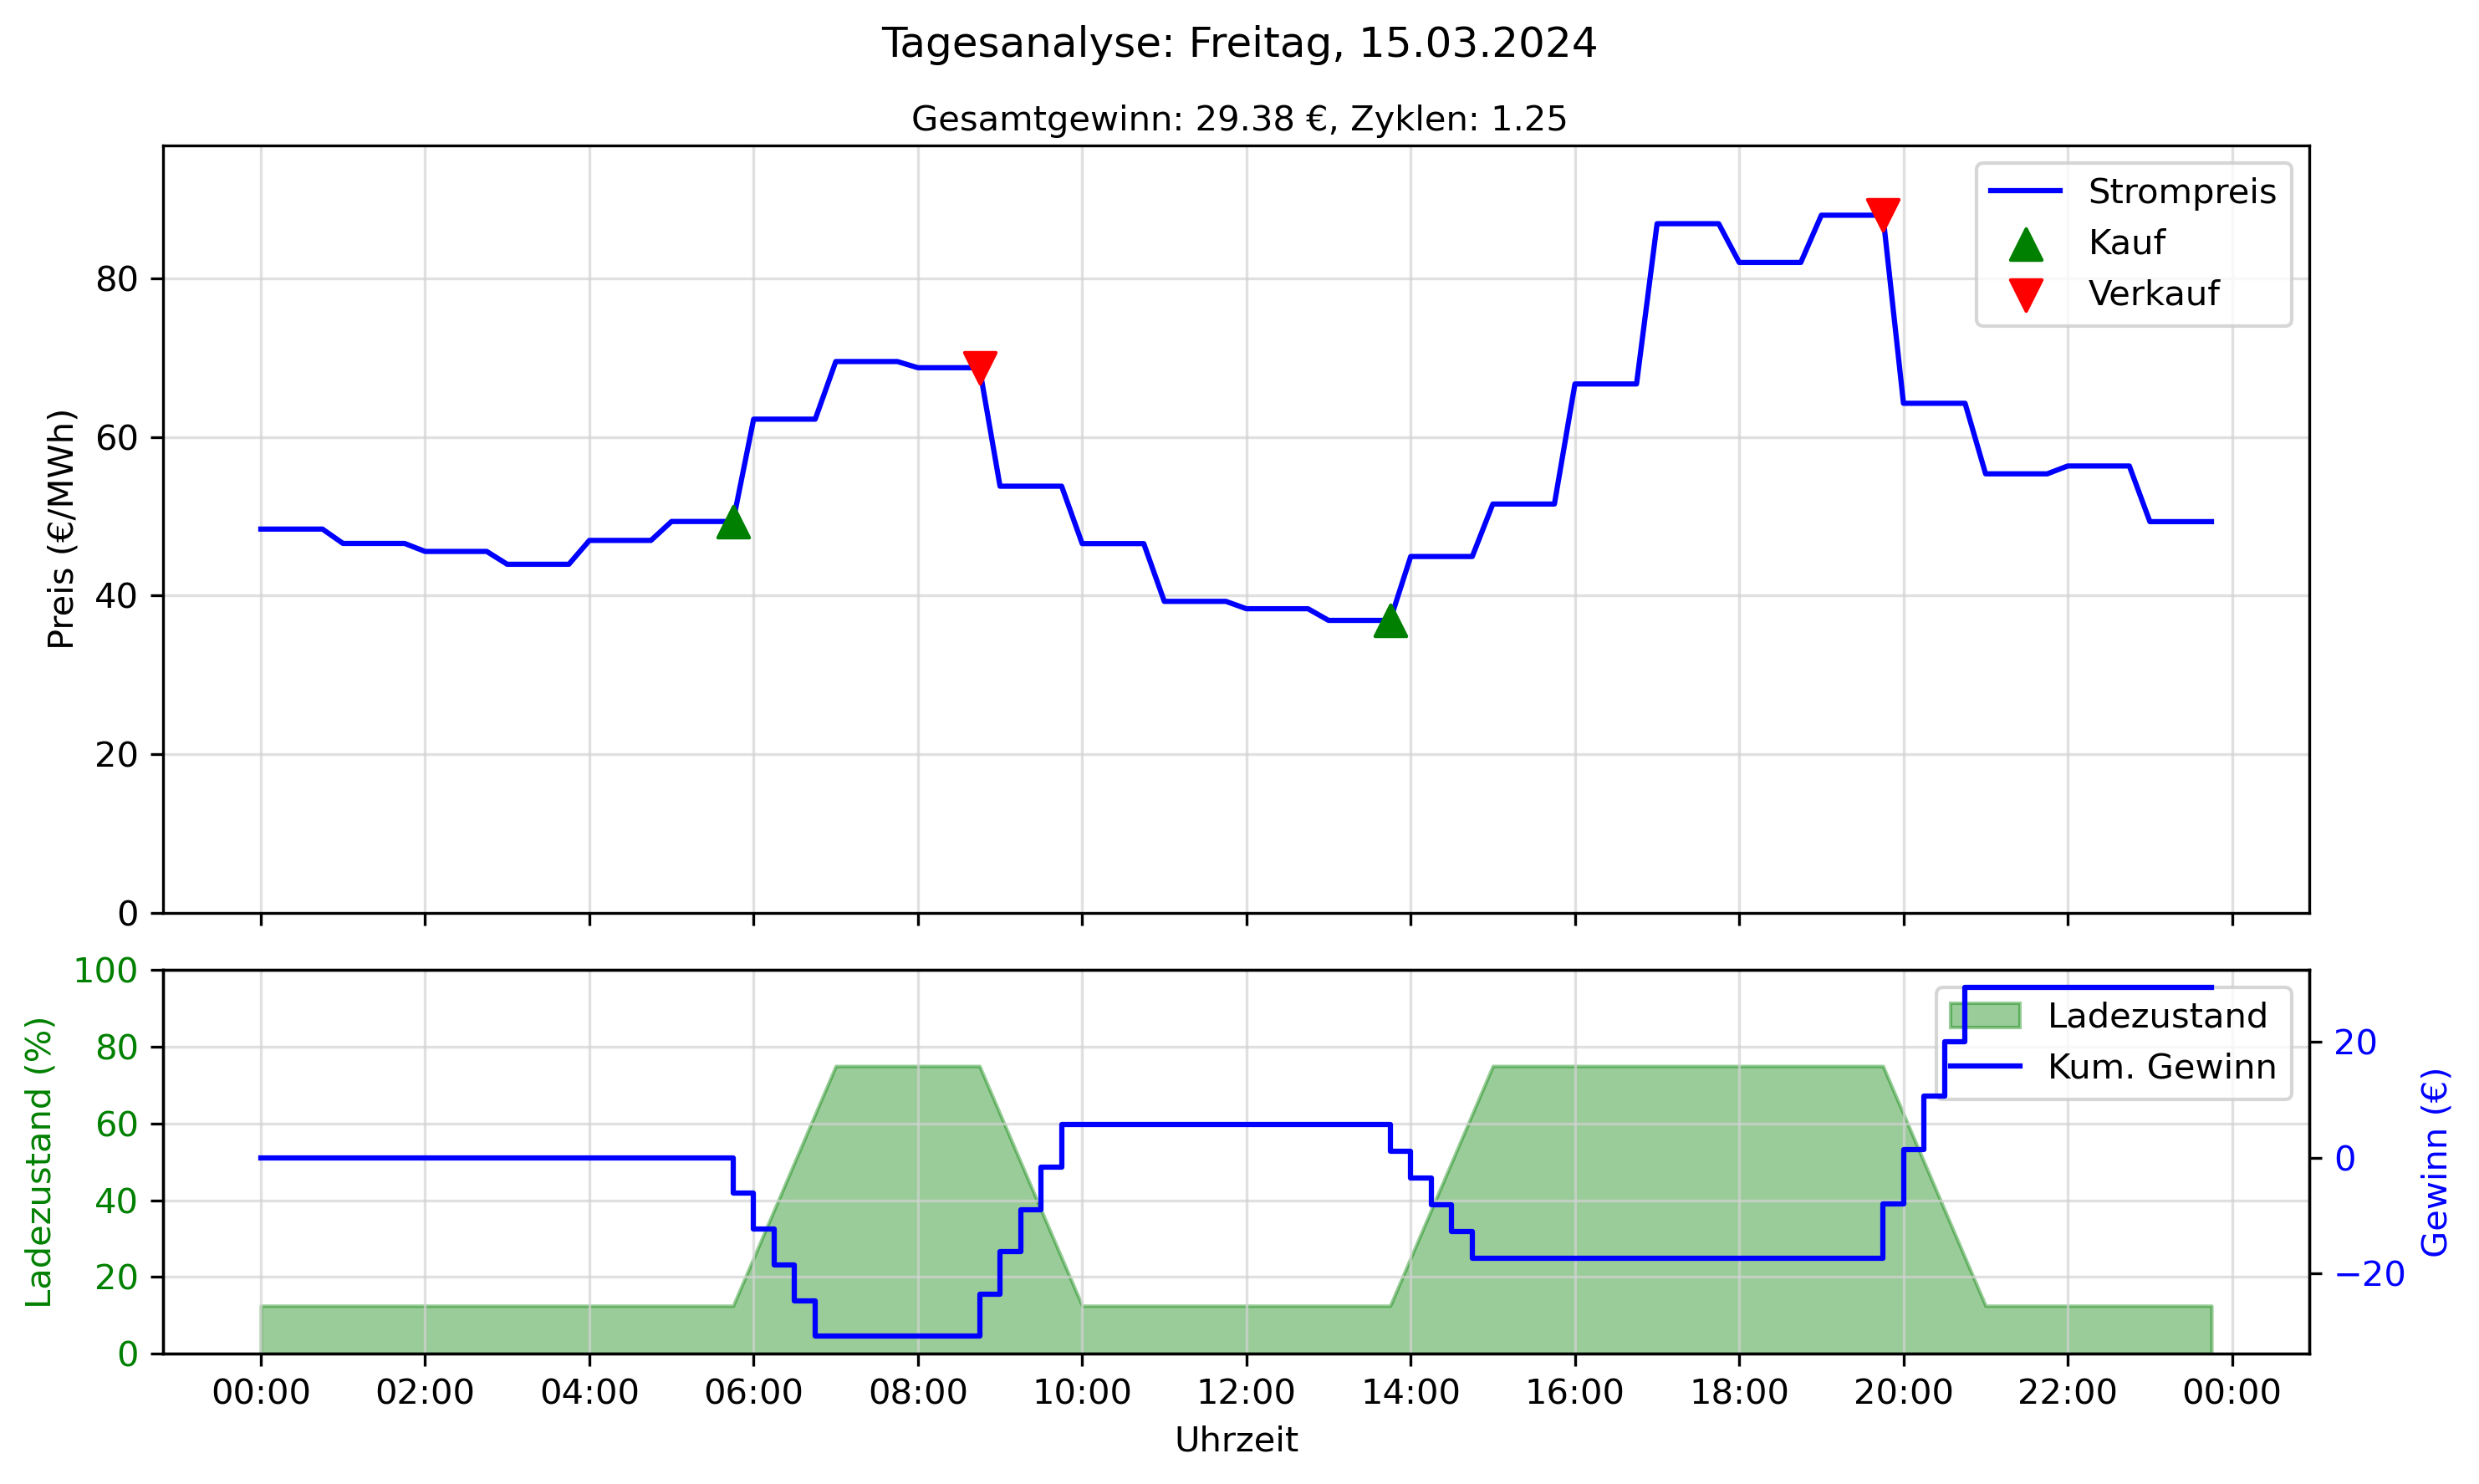 Tagesanalyse: Freitag, 15.03.2024
Gesamtgewinn: 29.38 €, Zyklen: 1.25
Preis (€/MWh)
80
60
40
20
0
Strompreis
Kauf
Verkauf
Ladezustand (%)
100
80
60
40
20
0
Ladezustand
Kum. Gewinn
20
0
−20
Gewinn (€)
00:00 02:00 04:00 06:00 08:00 10:00 12:00 14:00 16:00 18:00 20:00 22:00 00:00
Uhrzeit